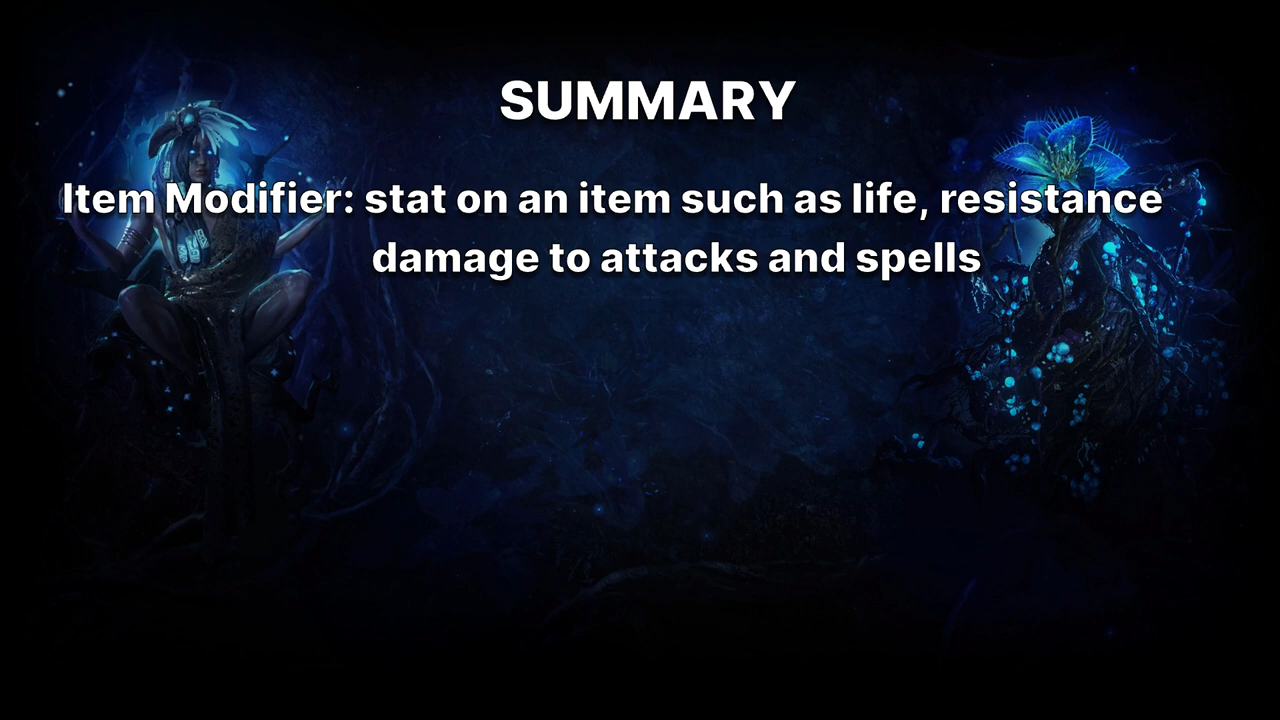 SUMMARY
Item Modifier: stat on an item such as life, resistance
damage to attacks and spells